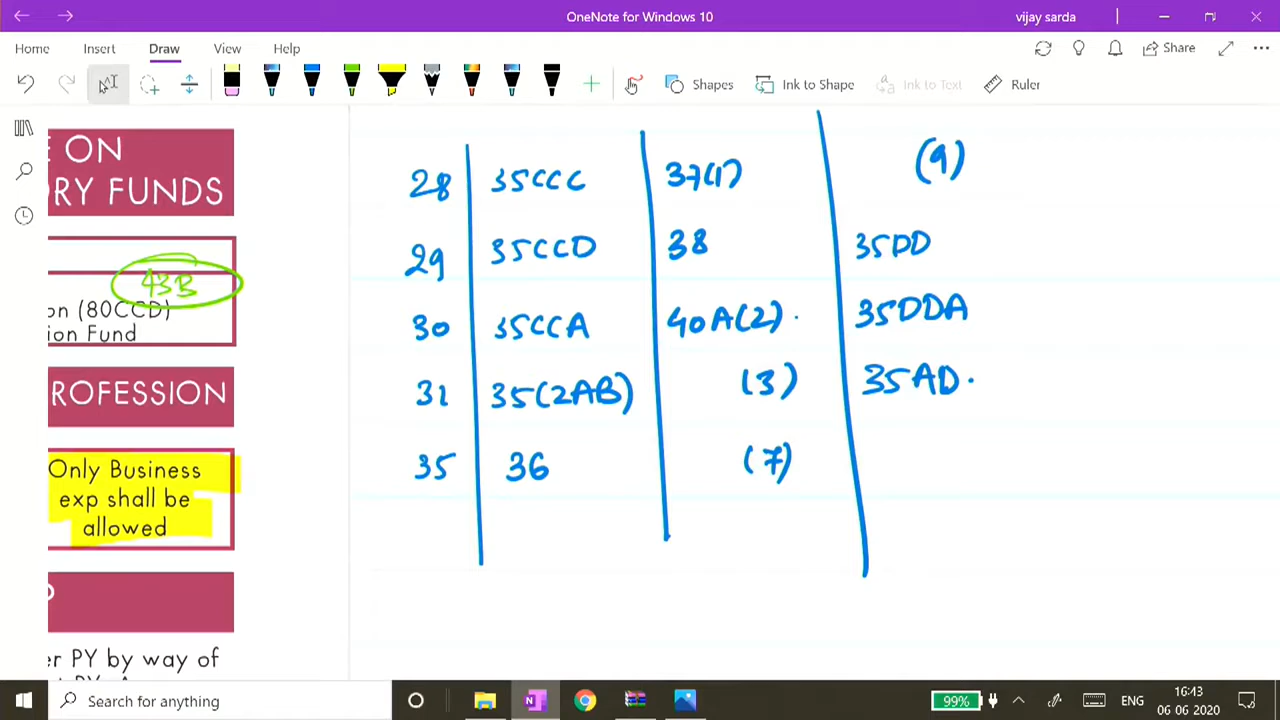 OneNote for Windows 10
vijay sarda
Home Insert Draw View Help
Share
Shapes
Ink to Shape
Ink to Text
Ruler
E ON
ORY FUNDS
43B
on (80CCD)
ion Fund
ROFESSION
Only Business
exp shall be
allowed
er PY by way of
28
29
30
31
35
35CCC
35CCD
35CCA
35(2AB)
36
37(1)
38
40A(2)
(3)
(7)
(9)
35DD
35DDA
35AD
Search for anything
99%
ENG
16:43
06-06-2020